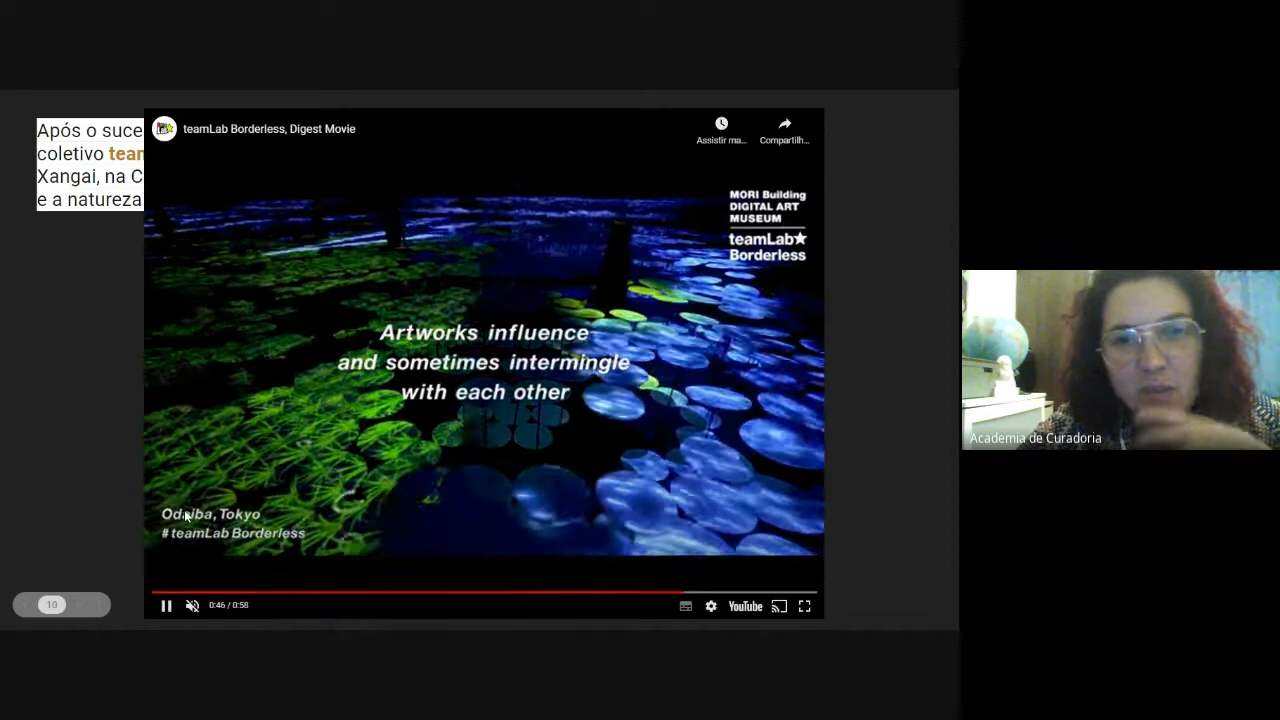 Após o suce
coletivo team
Xangai, na C
e a natureza
teamLab Borderless, Digest Movie
Assistir ma...
Compartilh...
MORI Building
DIGITAL ART
MUSEUM
teamLab★
Borderless
Artworks influence
and sometimes intermingle
with each other
Odaiba, Tokyo
#teamLab Borderless
10
0:46 / 0:58
YouTube
Academia de Curadoria